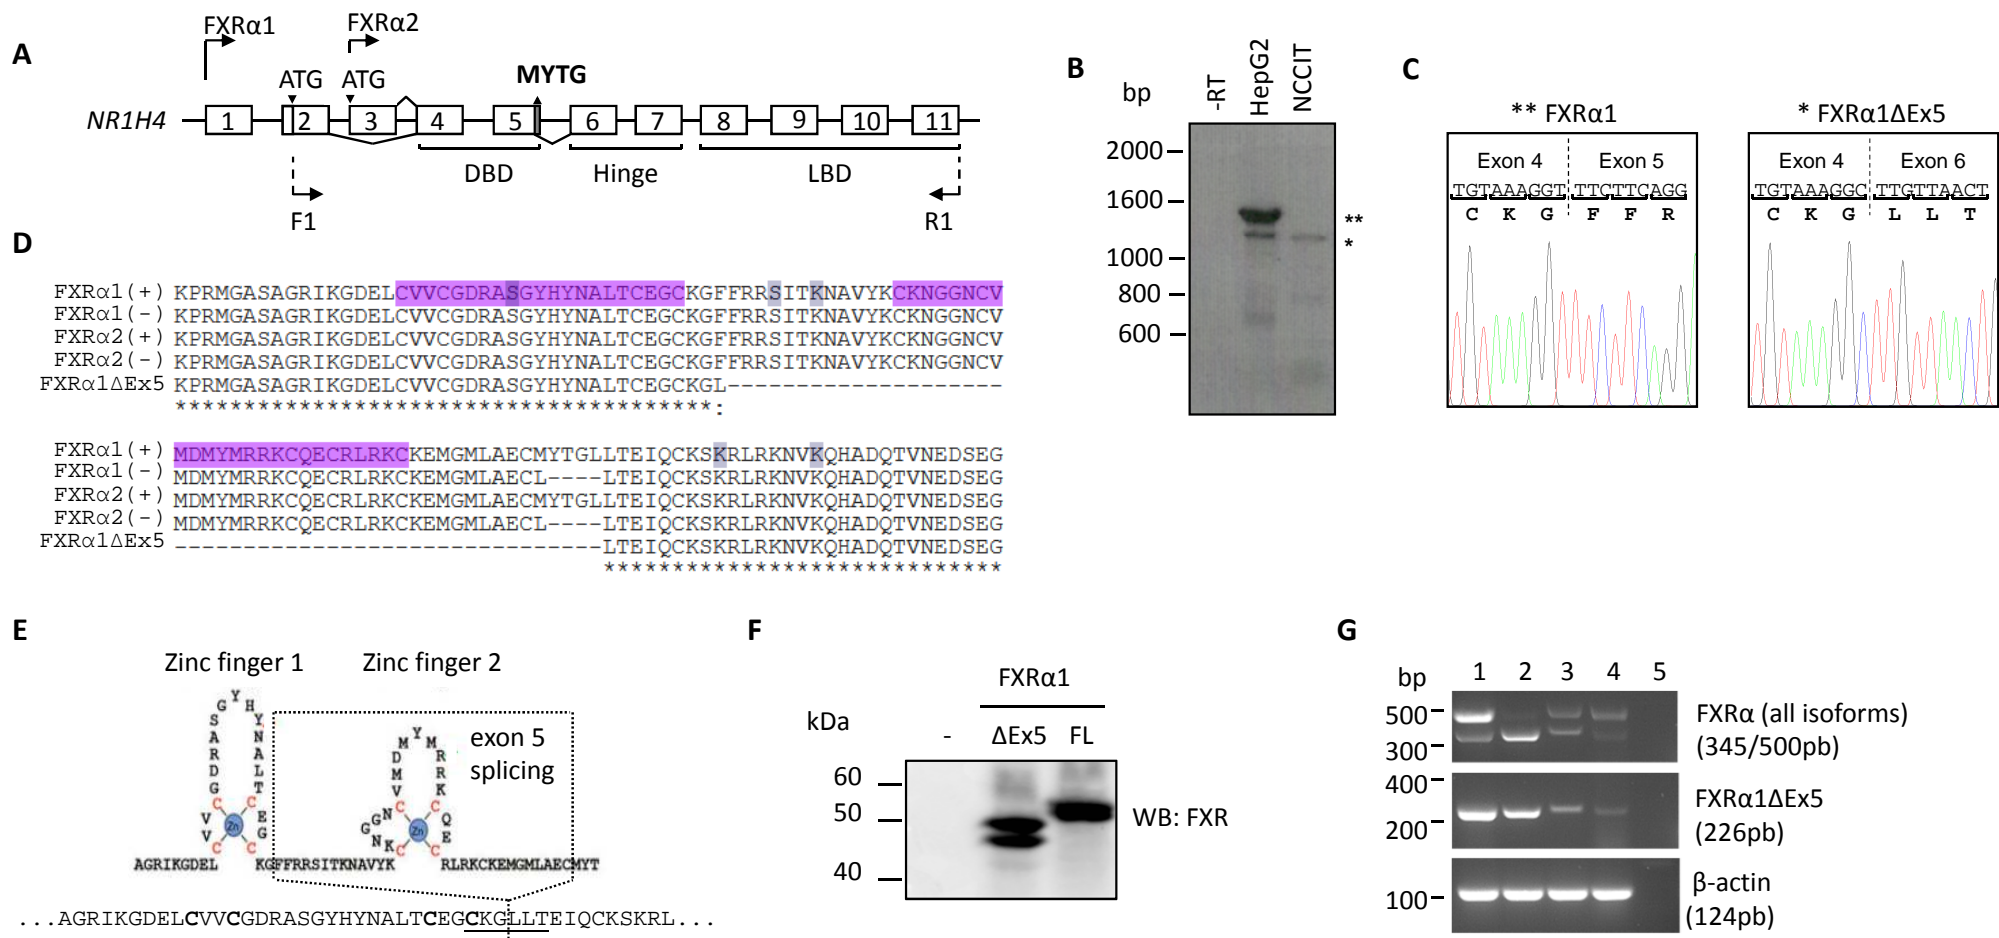 A
FXRα1
FXRα2
ATG
ATG
MYTG
NR1H4
1
2
3
4
5
6
7
8
9
10
11
DBD
Hinge
LBD
F1
R1
B
bp
-RT
HepG2
NCCIT
2000
1600
1000
800
600
**
*
C
** FXRα1
Exon 4
Exon 5
TGTAAAGGT TTCTTCAGG
C K G F F R
* FXRα1ΔEx5
Exon 4
Exon 6
TGTAAAGGC TTGTTAACT
C K G L L T
D
FXRα1(+) KPRMGASAGRIKGDELCVVCGDRASGYHYNALTCEGCKGFFRRSITKNAVYKCKNGGNCV
FXRα1(-) KPRMGASAGRIKGDELCVVCGDRASGYHYNALTCEGCKGFFRRSITKNAVYKCKNGGNCV
FXRα2(+) KPRMGASAGRIKGDELCVVCGDRASGYHYNALTCEGCKGFFRRSITKNAVYKCKNGGNCV
FXRα2(-) KPRMGASAGRIKGDELCVVCGDRASGYHYNALTCEGCKGFFRRSITKNAVYKCKNGGNCV
FXRα1ΔEx5 KPRMGASAGRIKGDELCVVCGDRASGYHYNALTCEGCKGL--------------------
***************************************:
FXRα1(+) MDMYMRRKCQECRLRKCKEMGMLAECMYTGLLTEIQCKSKRLRKNVKQHADQTVNEDSEG
FXRα1(-) MDMYMRRKCQECRLRKCKEMGMLAECL----LTEIQCKSKRLRKNVKQHADQTVNEDSEG
FXRα2(+) MDMYMRRKCQECRLRKCKEMGMLAECMYTGLLTEIQCKSKRLRKNVKQHADQTVNEDSEG
FXRα2(-) MDMYMRRKCQECRLRKCKEMGMLAECL----LTEIQCKSKRLRKNVKQHADQTVNEDSEG
FXRα1ΔEx5 -------------------------------LTEIQCKSKRLRKNVKQHADQTVNEDSEG
*****************************
E
Zinc finger 1
Zinc finger 2
CVVCGDRASGYHYNALTCEGC
Zn
CKNGGNCVMDMYMRRKCQEC
Zn
exon 5
splicing
AGRIKGDEL
KGFFRRSITKNAVYK
RLRKCKEMGMLAECMYT
...AGRIKGDELCVVCGDRASGYHYNALTCEGCKGLLTEIQCKSKRL...
F
FXRα1
kDa
-
ΔEx5
FL
60
50
40
WB: FXR
G
bp
1 2 3 4 5
500
300
FXRα (all isoforms)
(345/500pb)
400
200
FXRα1ΔEx5
(226pb)
100
β-actin
(124pb)